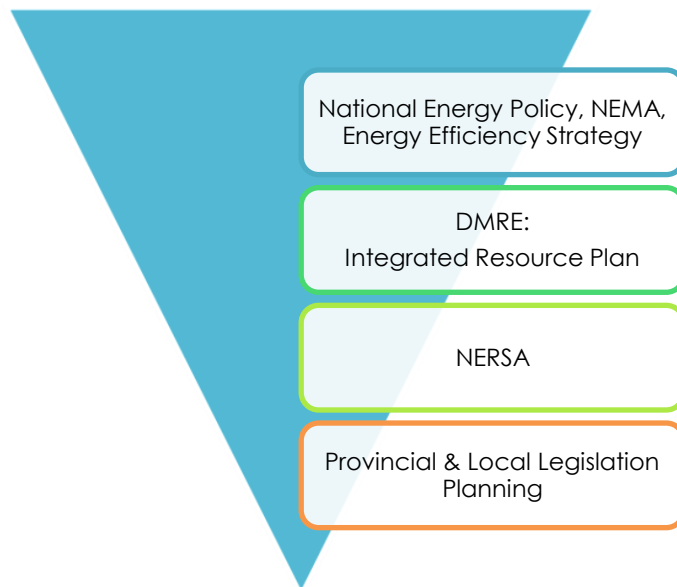 National Energy Policy, NEMA,
Energy Efficiency Strategy
DMRE:
Integrated Resource Plan
NERSA
Provincial & Local Legislation
Planning